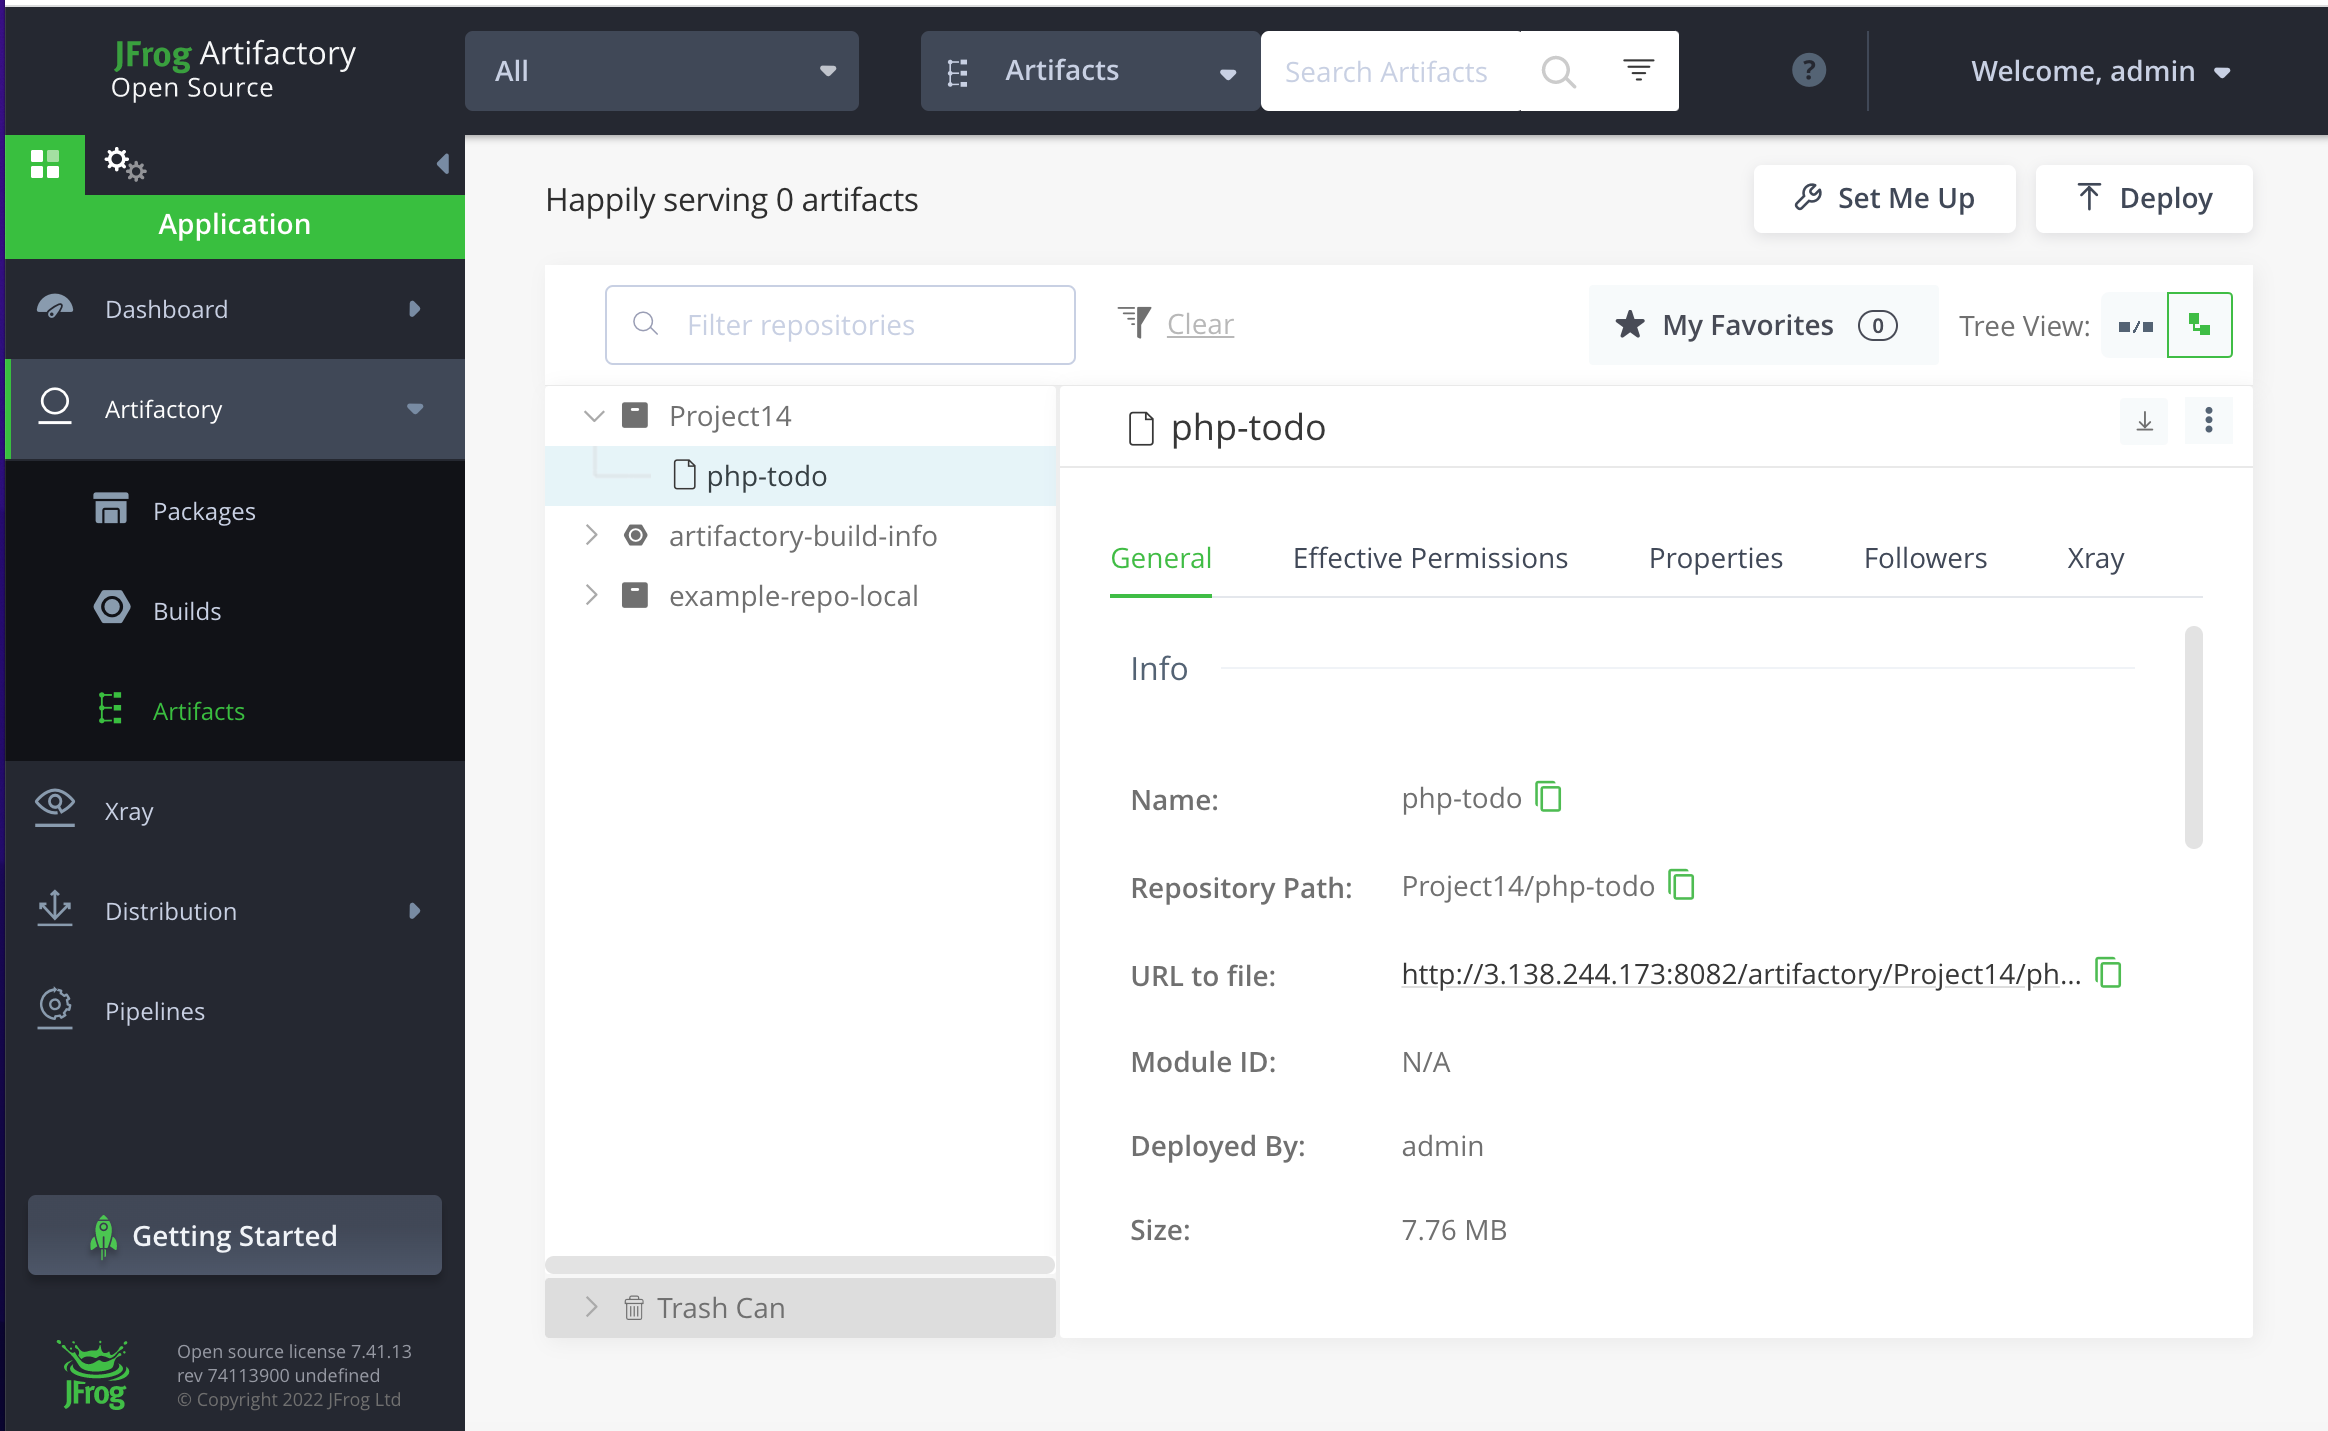 JFrog Artifactory
Open Source
All
Artifacts
Search Artifacts
?
Welcome, admin
Application
Happily serving 0 artifacts
Set Me Up
Deploy
Dashboard
Artifactory
Packages
Builds
Artifacts
Xray
Distribution
Pipelines
Getting Started
JFrog
Open source license 7.41.13
rev 74113900 undefined
© Copyright 2022 JFrog Ltd
Filter repositories
Clear
My Favorites 0
Tree View:
Project14
php-todo
artifactory-build-info
example-repo-local
Trash Can
php-todo
General Effective Permissions Properties Followers Xray
Info
Name: php-todo
Repository Path: Project14/php-todo
URL to file: http://3.138.244.173:8082/artifactory/Project14/ph...
Module ID: N/A
Deployed By: admin
Size: 7.76 MB